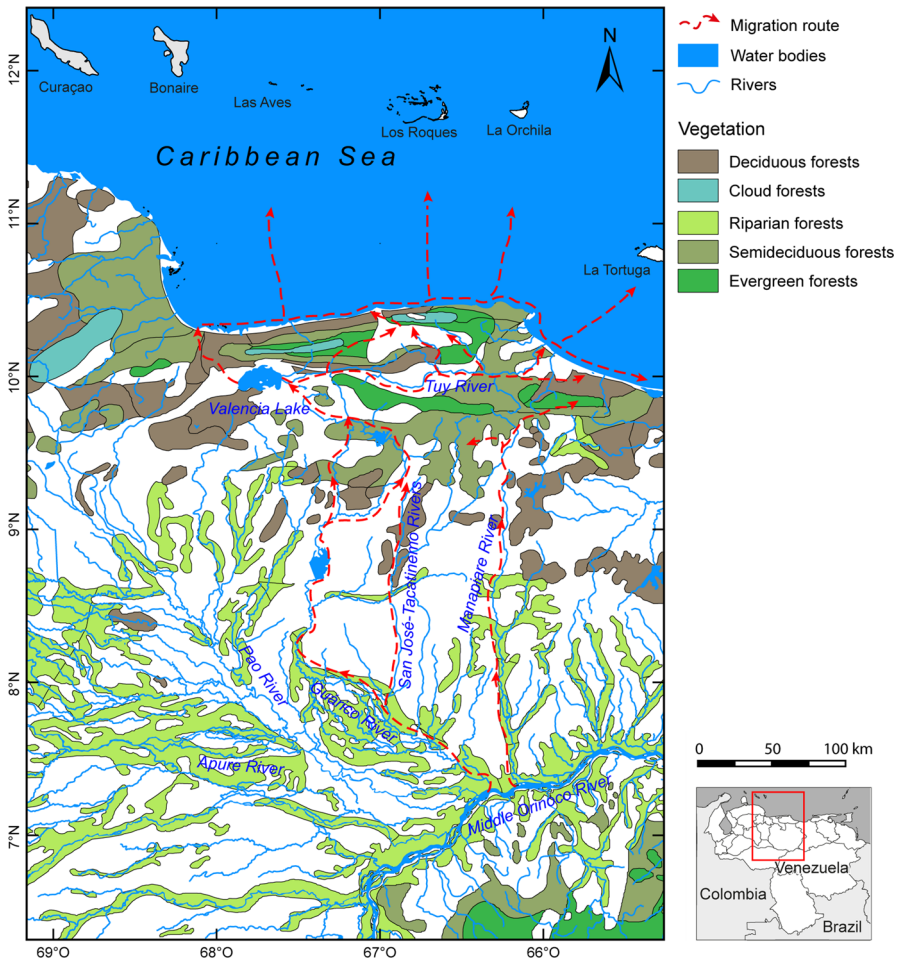 N
Migration route
Water bodies
Rivers
Vegetation
Deciduous forests
Cloud forests
Riparian forests
Semideciduous forests
Evergreen forests
Curaçao
Bonaire
Las Aves
Los Roques
La Orchila
Caribbean Sea
La Tortuga
Tuy River
Valencia Lake
San José-Tacatinemo Rivers
Manapiare River
Pao River
Guárico River
Apure River
Middle Orinoco River
12°N
11°N
10°N
9°N
8°N
7°N
69°O
68°O
67°O
66°O
0 50 100 km
Venezuela
Colombia
Brazil